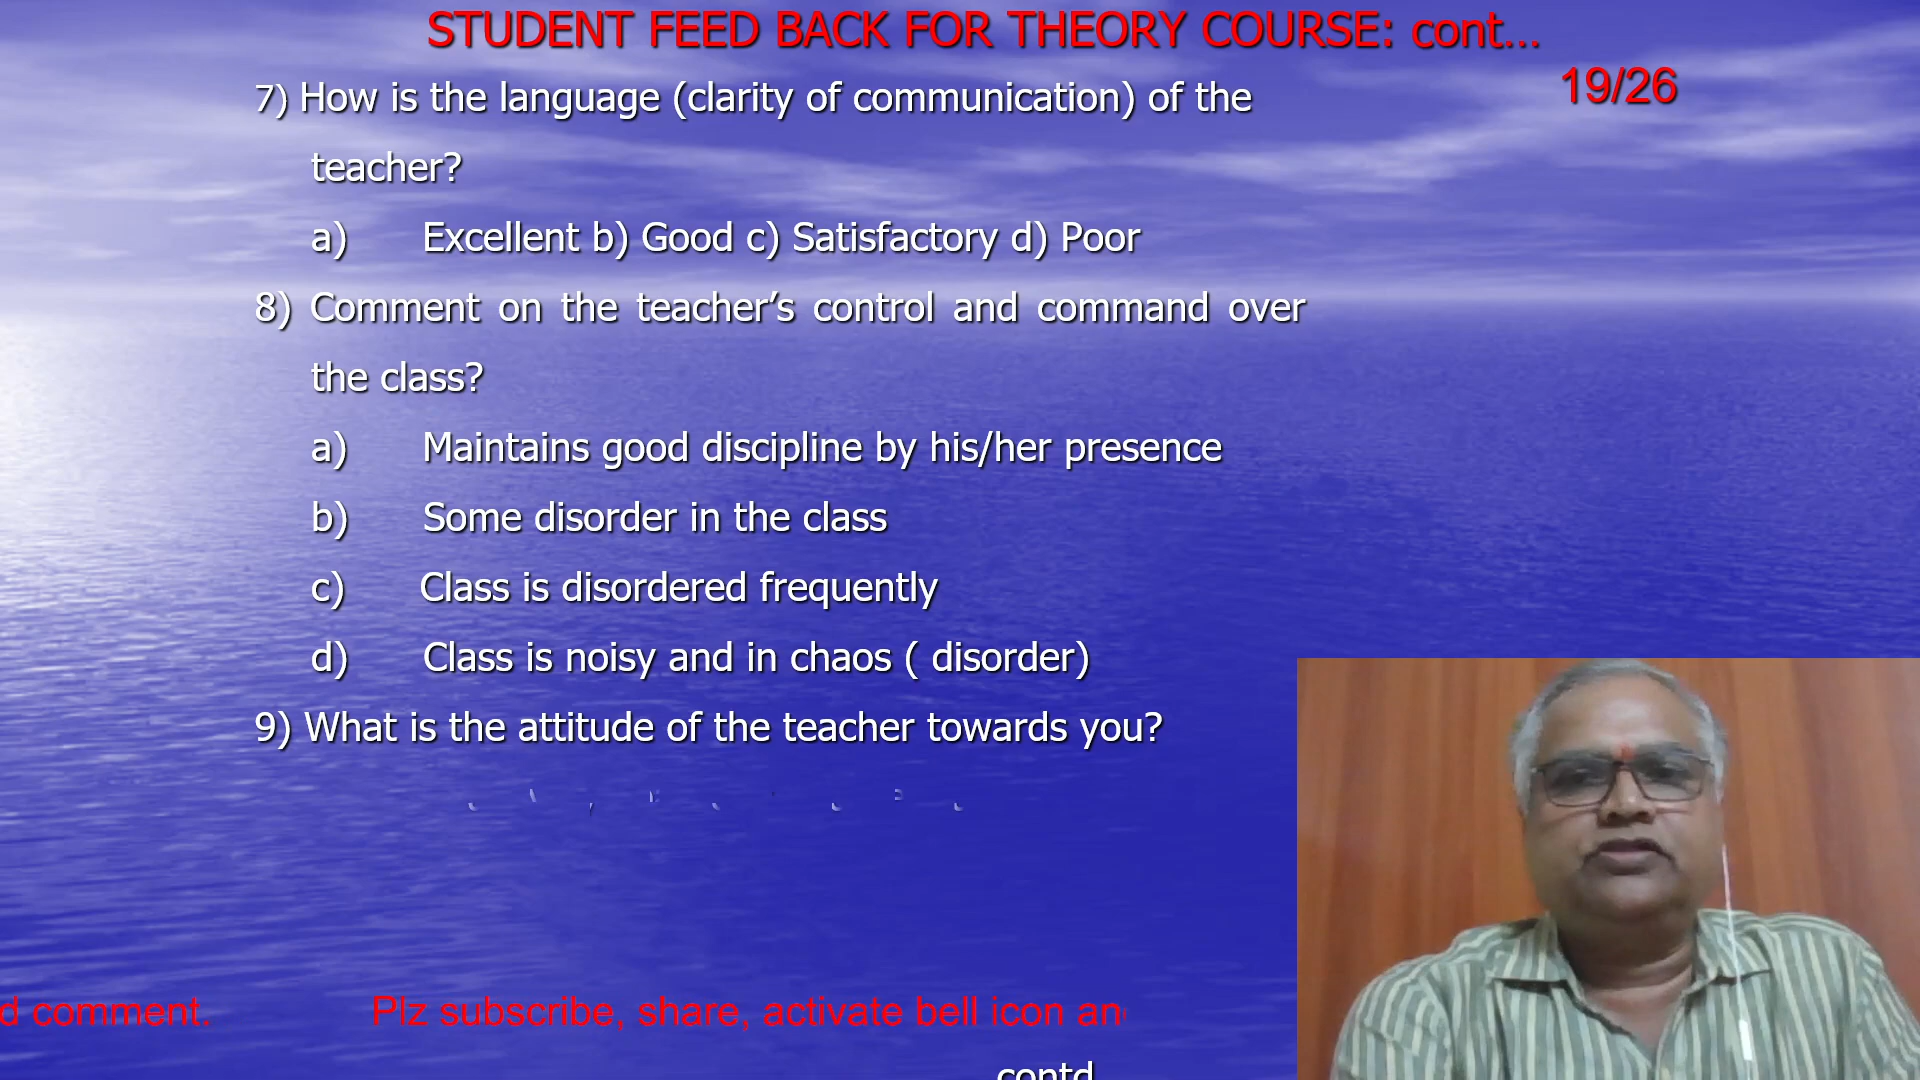 STUDENT FEED BACK FOR THEORY COURSE: cont...
19/26
7) How is the language (clarity of communication) of the
teacher?
a) Excellent b) Good c) Satisfactory d) Poor
8) Comment on the teacher’s control and command over
the class?
a) Maintains good discipline by his/her presence
b) Some disorder in the class
c) Class is disordered frequently
d) Class is noisy and in chaos ( disorder)
9) What is the attitude of the teacher towards you?
d comment. Plz subscribe, share, activate bell icon an
contd